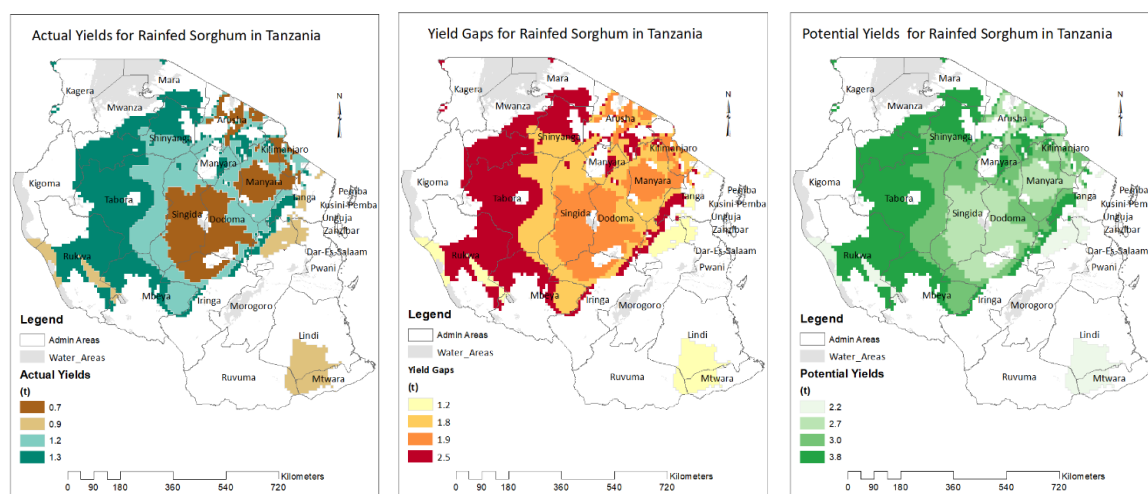 Actual Yields for Rainfed Sorghum in Tanzania
N
Mara
Kagera
Mwanza
Arusha
Shinyanga
Kilimanjaro
Manyara
Manyara
Kigoma
Tabora
Tanga
Pemba
Kusini-Pemba
Singida
Dodoma
Unguja
Zanzibar
Dar-Es-Salaam
Rukwa
Pwani
Mbeya
Iringa
Morogoro
Lindi
Ruvuma
Mtwara
Legend
Admin Areas
Water_Areas
Actual Yields
(t)
0.7
0.9
1.2
1.3
Kilometers
0 90 180 360 540 720
Yield Gaps for Rainfed Sorghum in Tanzania
N
Mara
Kagera
Mwanza
Arusha
Shinyanga
Kilimanjaro
Manyara
Manyara
Kigoma
Tabora
Tanga
Pemba
Kusini-Pemba
Singida
Dodoma
Unguja
Zanzibar
Dar-Es-Salaam
Rukwa
Pwani
Mbeya
Iringa
Morogoro
Lindi
Ruvuma
Mtwara
Legend
Admin Areas
Water_Areas
Yield Gaps
(t)
1.2
1.8
1.9
2.5
Kilometers
0 90 180 360 540 720
Potential Yields for Rainfed Sorghum in Tanzania
N
Mara
Kagera
Mwanza
Arusha
Shinyanga
Kilimanjaro
Manyara
Manyara
Kigoma
Tabora
Tanga
Pemba
Kusini-Pemba
Singida
Dodoma
Unguja
Zanzibar
Dar-Es-Salaam
Rukwa
Pwani
Mbeya
Iringa
Morogoro
Lindi
Ruvuma
Mtwara
Legend
Admin Areas
Water_Areas
Potential Yields
(t)
2.2
2.7
3.0
3.8
Kilometers
0 90 180 360 540 720